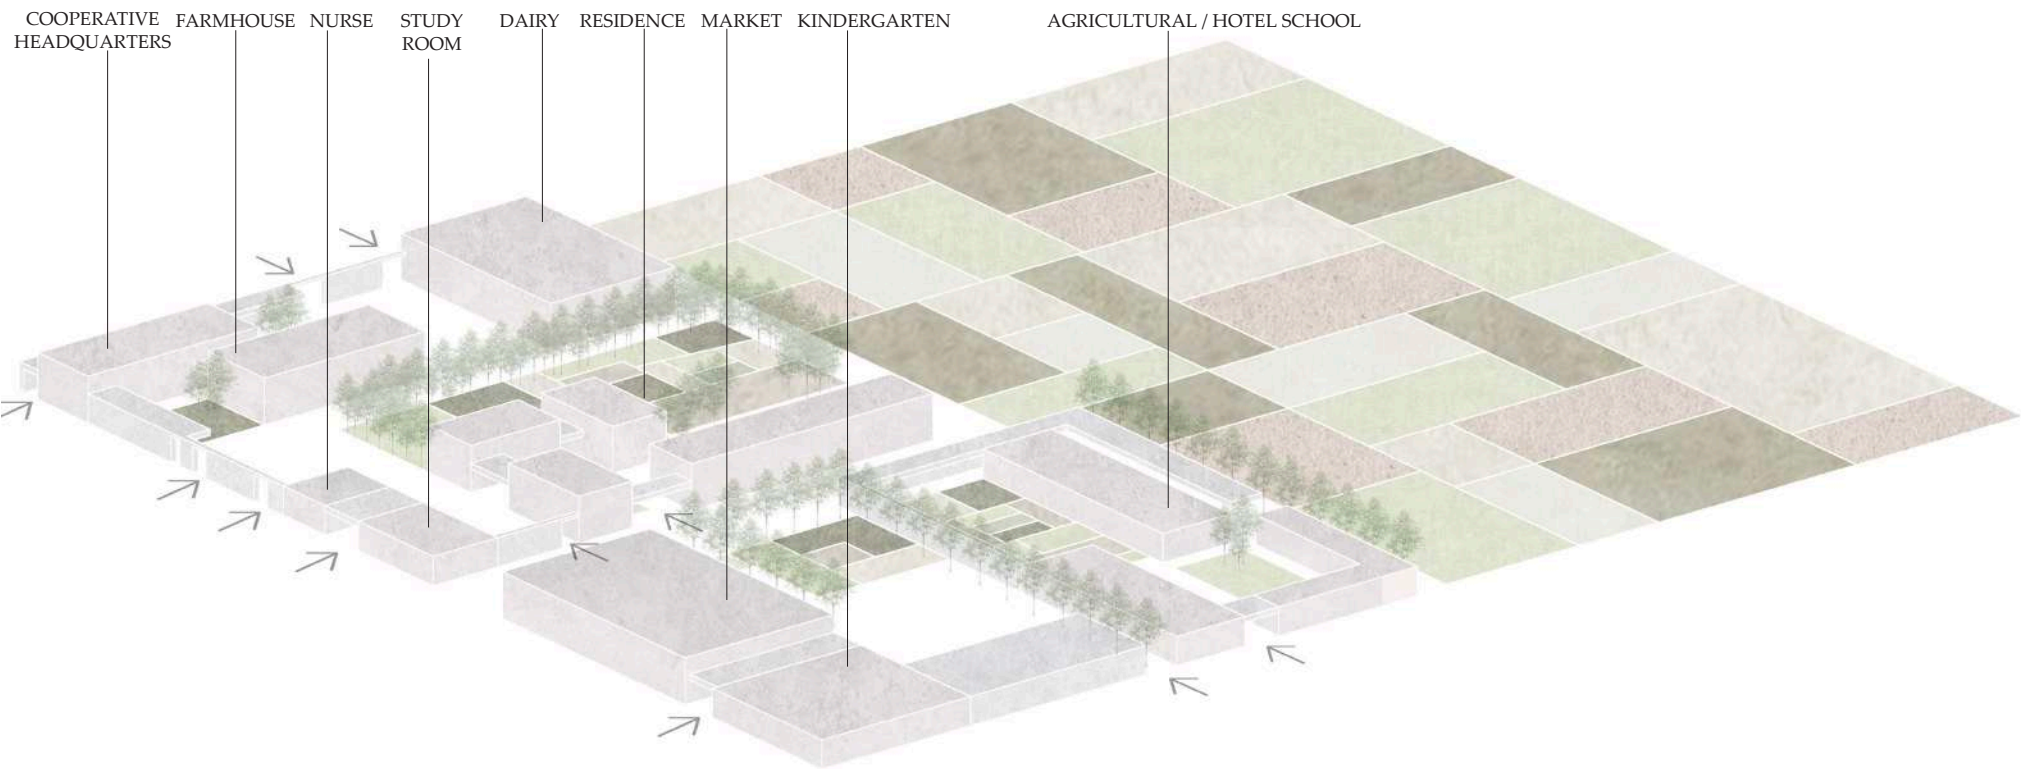 COOPERATIVE
HEADQUARTERS
FARMHOUSE
NURSE
STUDY
ROOM
DAIRY
RESIDENCE
MARKET
KINDERGARTEN
AGRICULTURAL / HOTEL SCHOOL